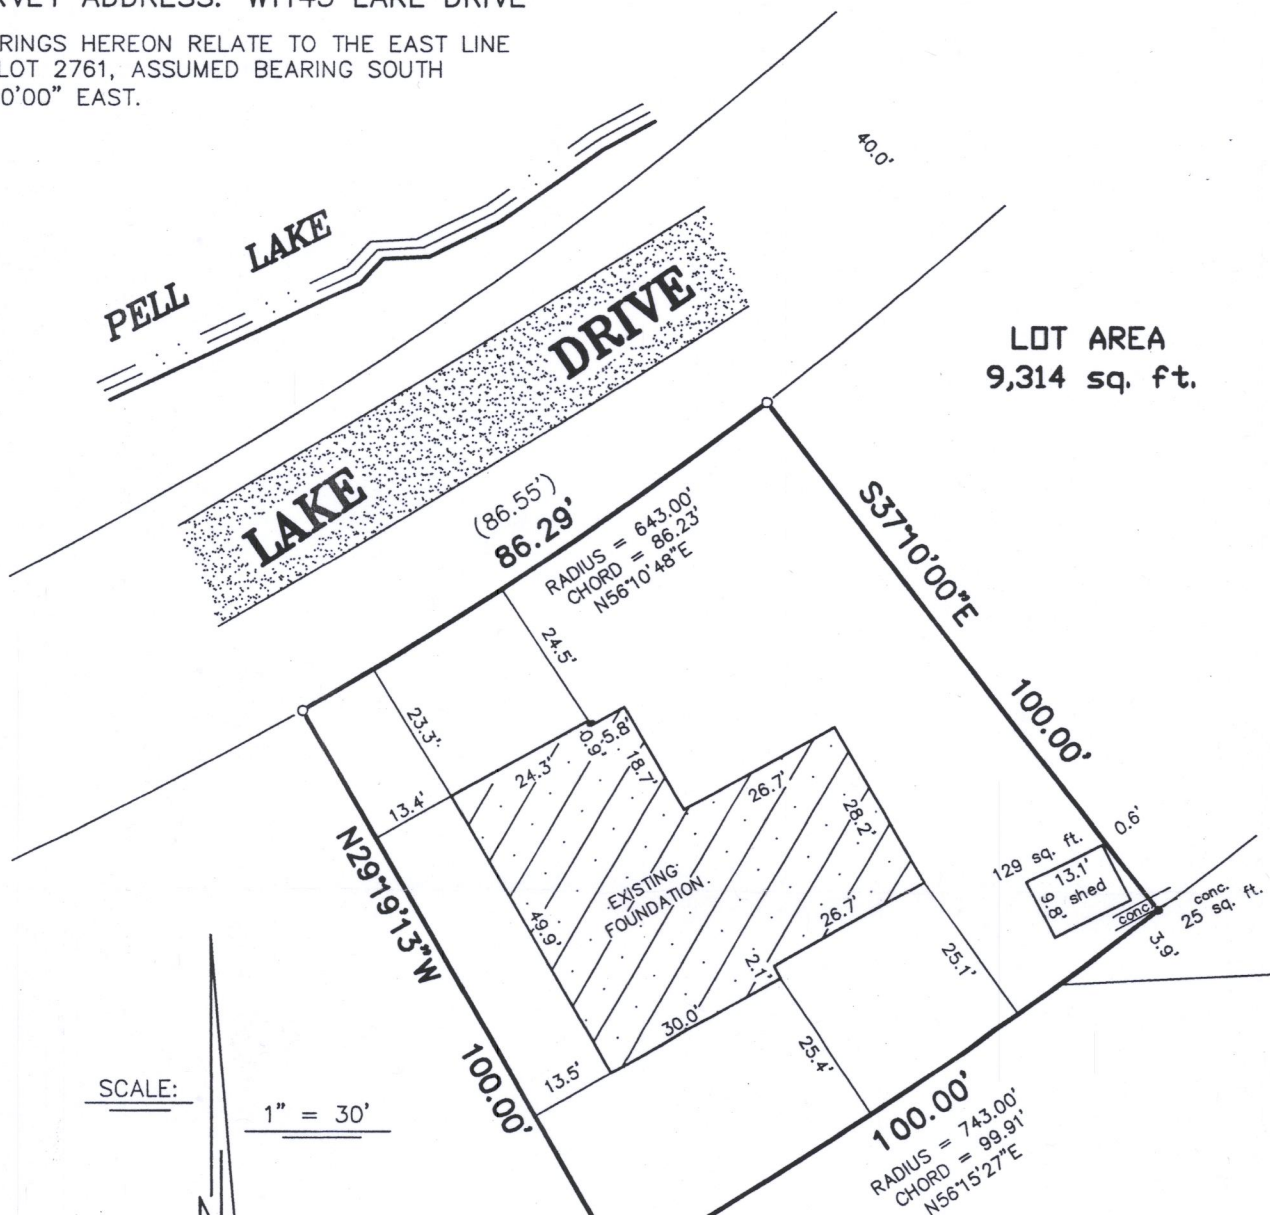 ADDRESS: LAKE DRIVE
RINGS HEREON RELATE TO THE EAST LINE
LOT 2761, ASSUMED BEARING SOUTH
0'00" EAST.
PELL LAKE
40.0'
LAKE DRIVE
LOT AREA
9,314 sq. ft.
(86.55')
86.29'
RADIUS = 643.00'
CHORD = 86.23'
N56°10'48"E
S37°10'00"E
100.00'
24.5'
23.3'
13.4'
24.3'
0.9'
5.8'
18.7'
26.7'
28.2'
EXISTING
FOUNDATION
49.9'
26.7'
2.1'
30.0'
25.1'
25.4'
13.5'
N29°19'13"W
100.00'
0.6'
129 sq. ft.
13.1'
9.8'
shed
conc.
conc.
25 sq. ft.
3.9'
100.00'
RADIUS = 743.00'
CHORD = 99.91'
N56°15'27"E
SCALE:
1" = 30'
N